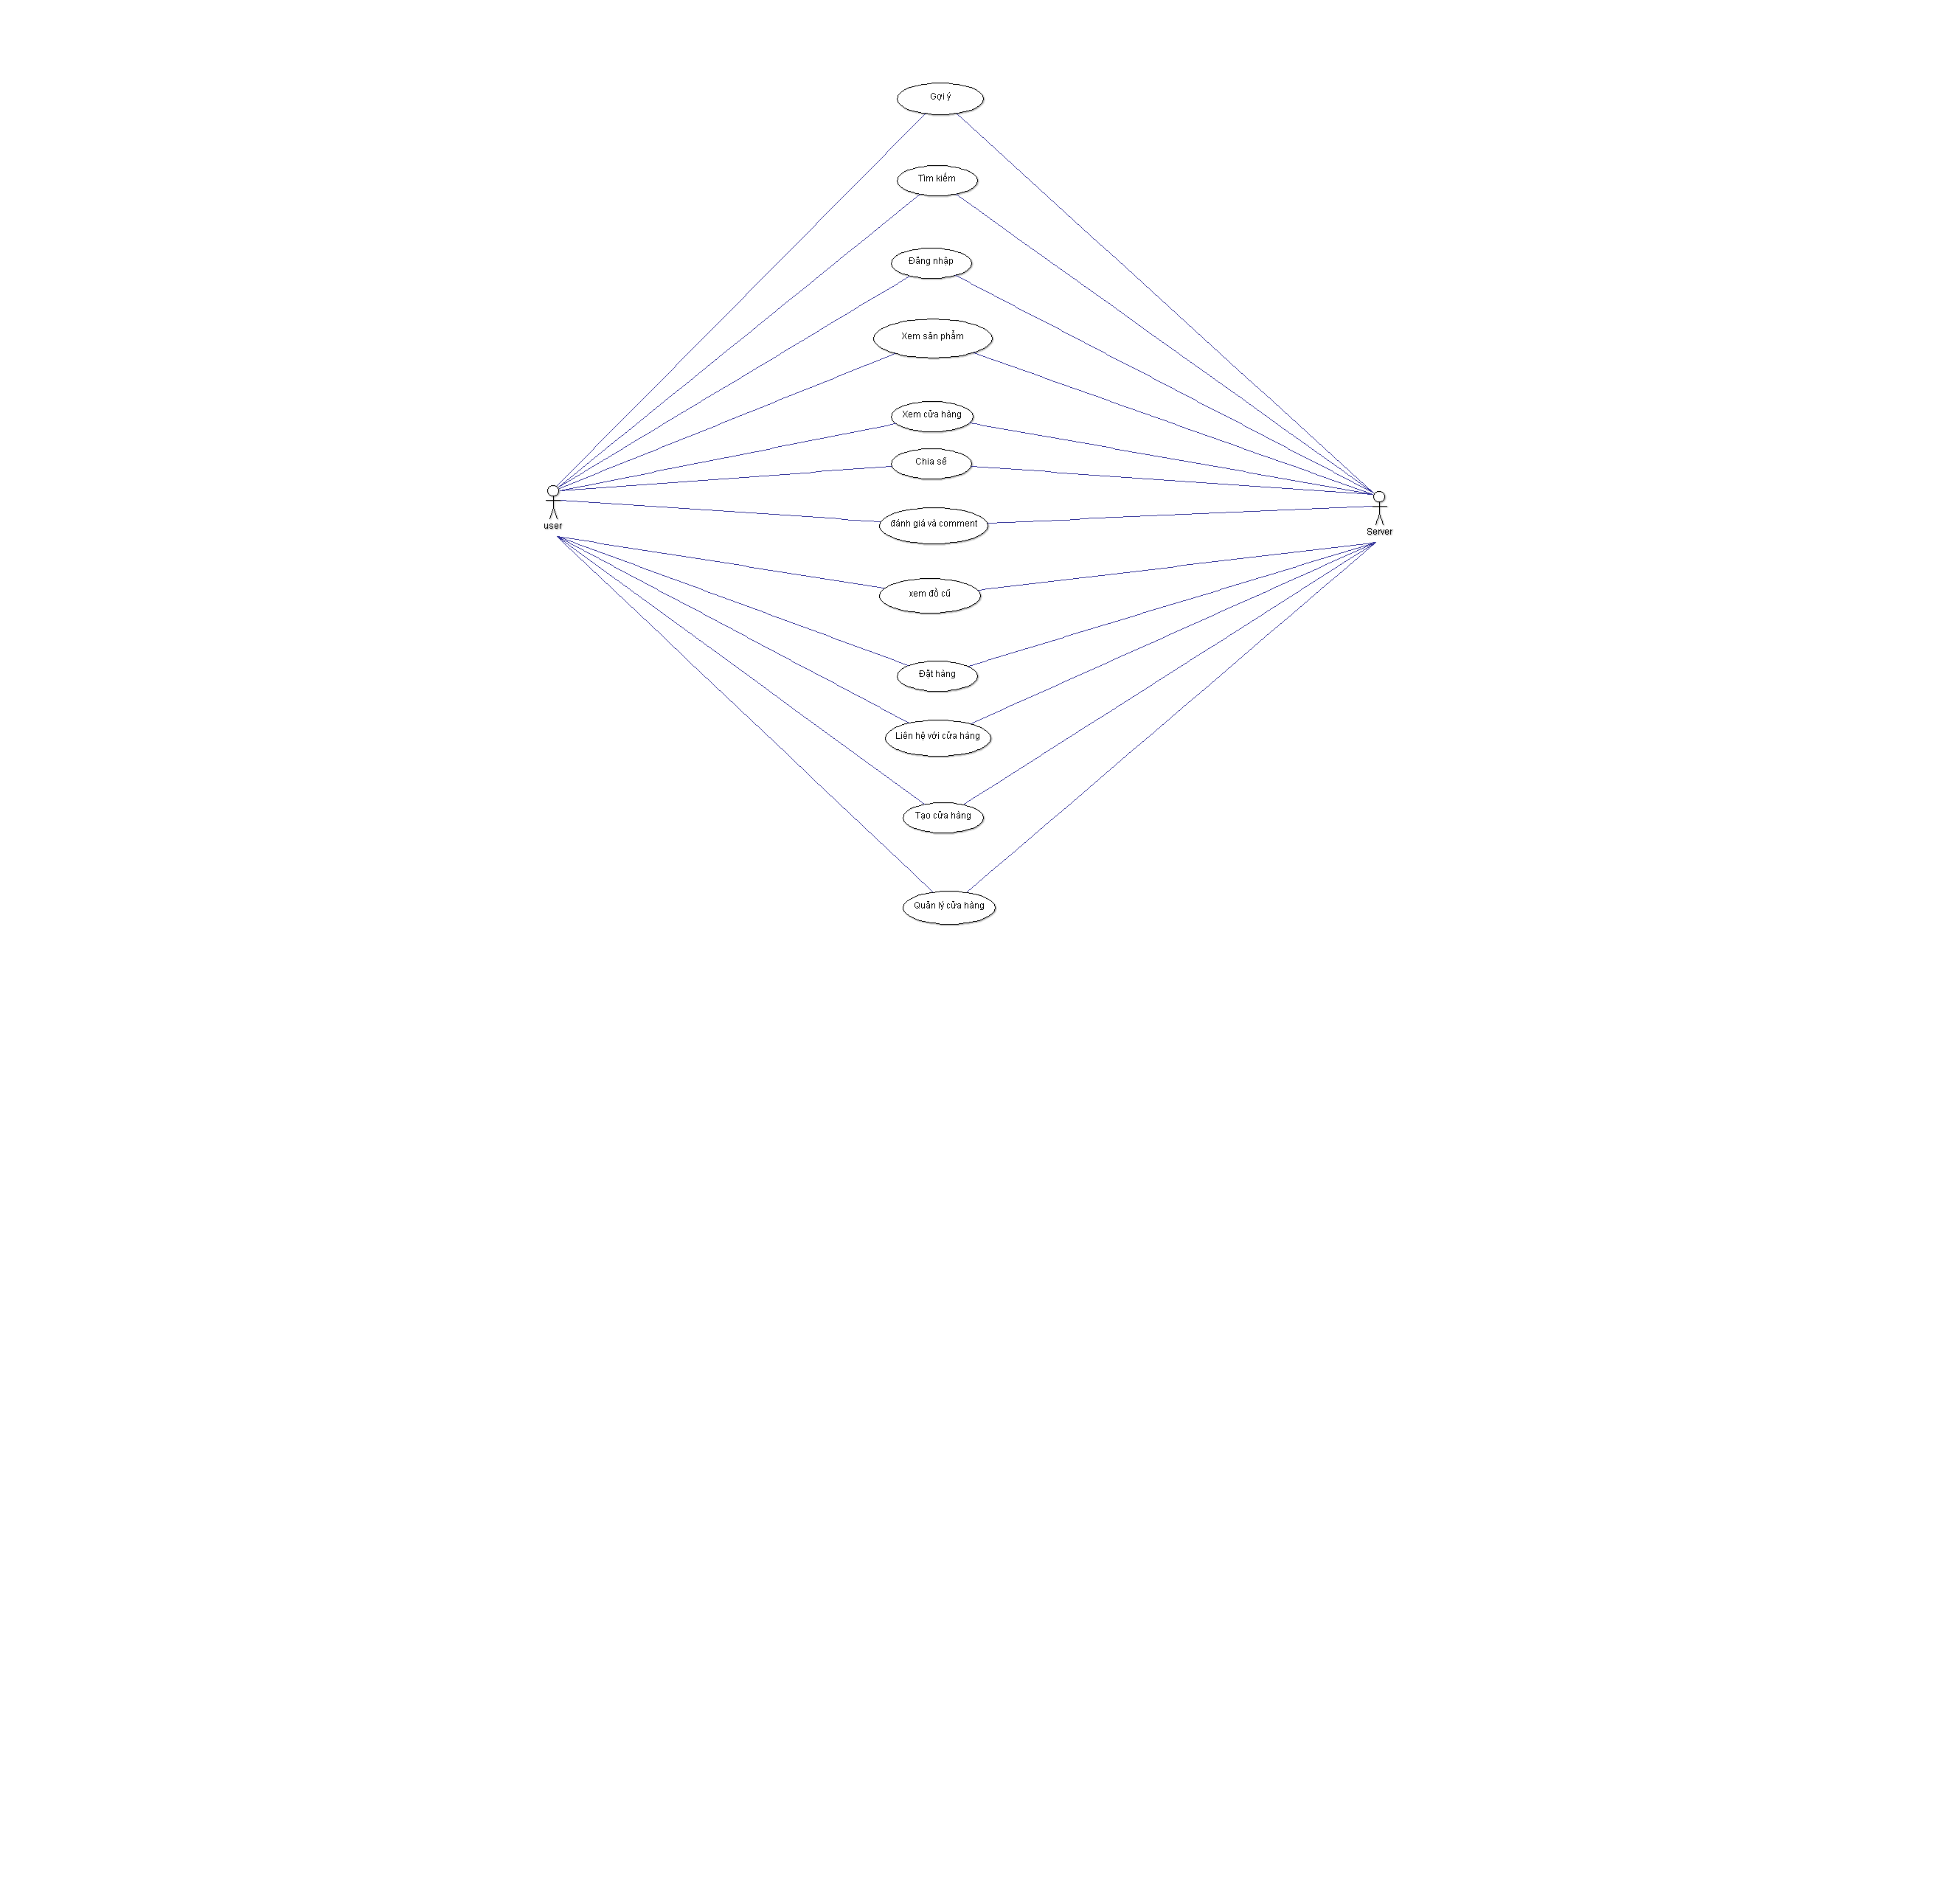 Gợi ý
Tìm kiếm
Đăng nhập
Xem sản phẩm
Xem cửa hàng
Chia sẽ
user
Server
đánh giá và comment
xem đồ cũ
Đặt hàng
Liên hệ với cửa hàng
Tạo cửa hàng
Quản lý cửa hàng